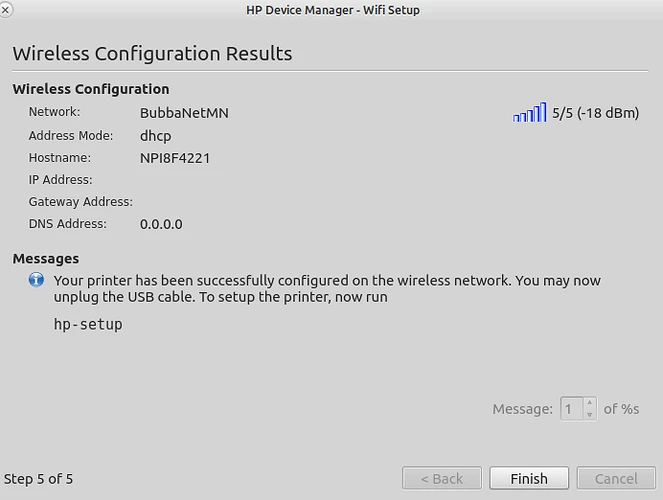 HP Device Manager - Wifi Setup
Wireless Configuration Results
Wireless Configuration
Network: BubbaNetMN 5/5 (-18 dBm)
Address Mode: dhcp
Hostname: NPI8F4221
IP Address:
Gateway Address:
DNS Address: 0.0.0.0
Messages
Your printer has been successfully configured on the wireless network. You may now
unplug the USB cable. To setup the printer, now run
hp-setup
Message: 1 of %s
Step 5 of 5 < Back Finish Cancel